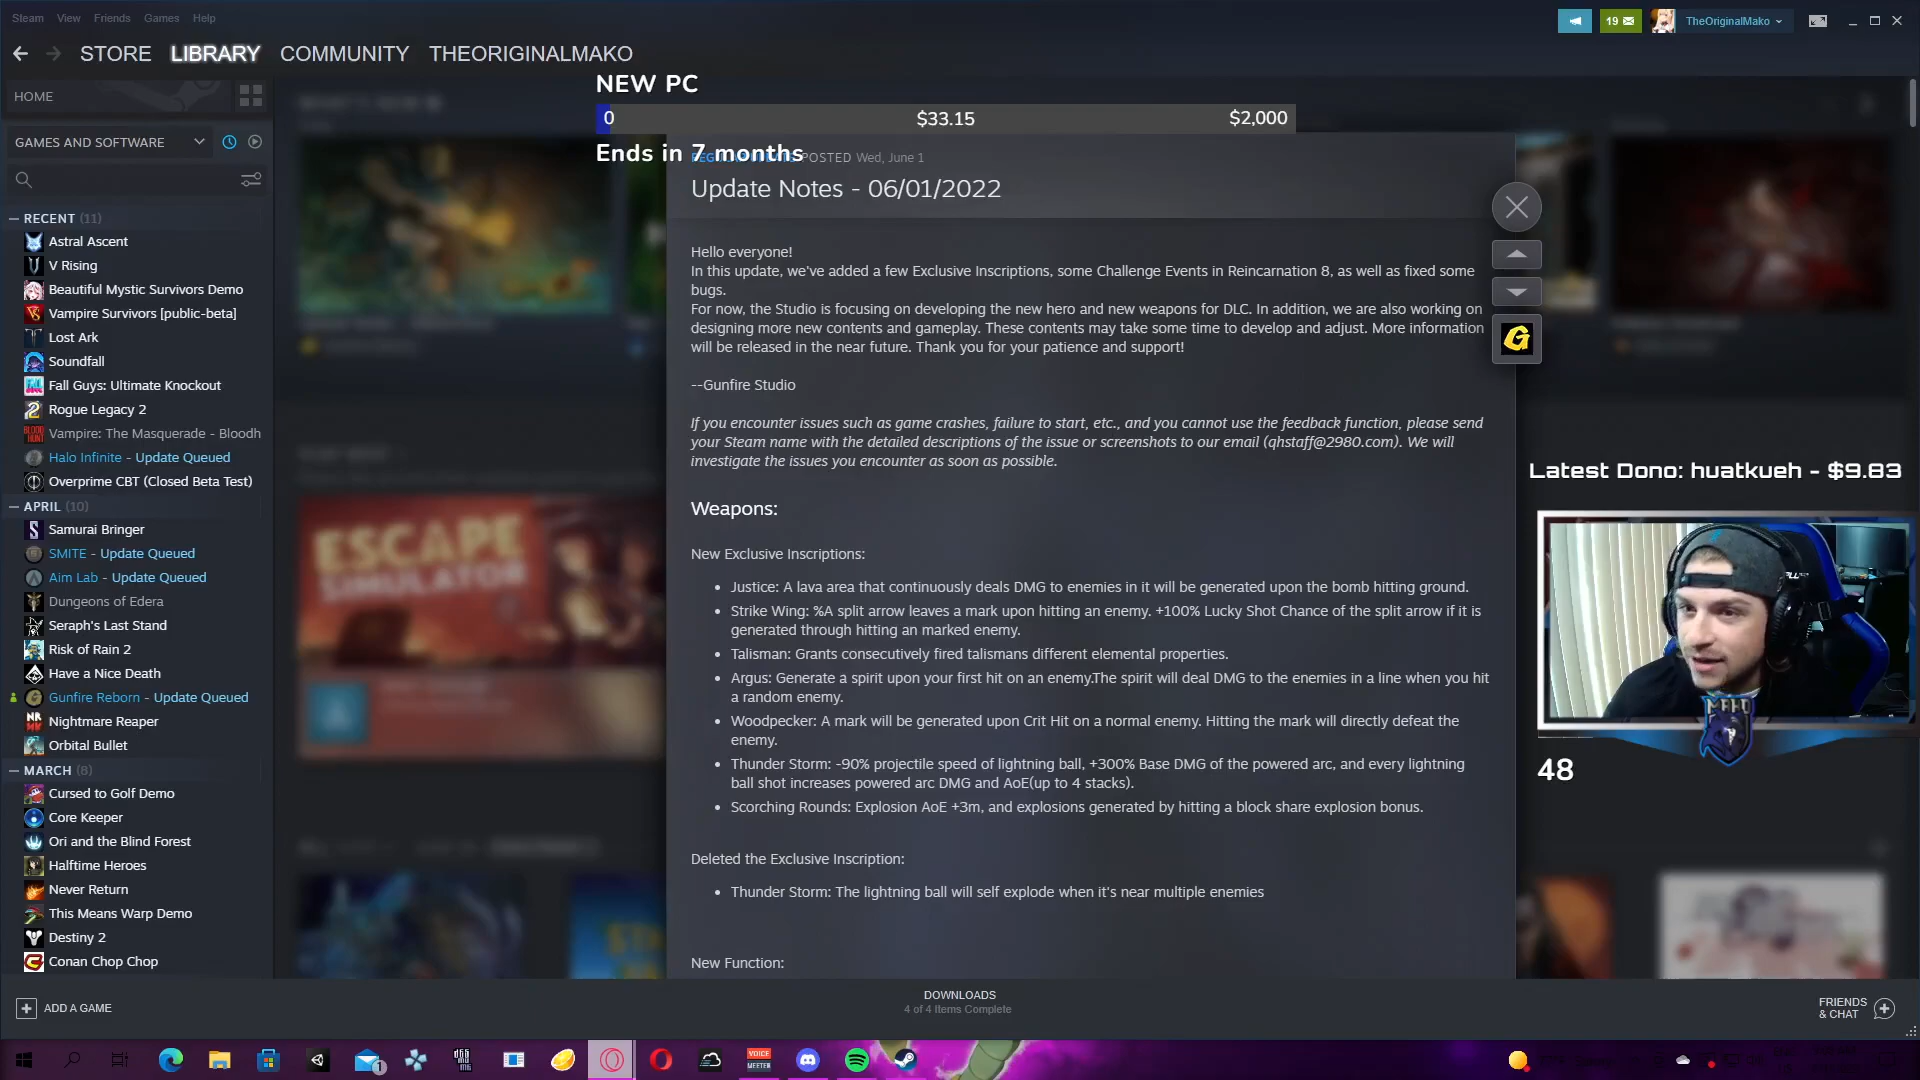 Steam View Friends Games Help
19
TheOriginalMako
STORE LIBRARY COMMUNITY THEORIGINALMAKO
NEW PC
0 $33.15 $2,000
Ends in 7 months
HOME
GAMES AND SOFTWARE
RECENT (11)
Astral Ascent
V Rising
Beautiful Mystic Survivors Demo
Vampire Survivors [public-beta]
Lost Ark
Soundfall
Fall Guys: Ultimate Knockout
Rogue Legacy 2
Vampire: The Masquerade - Bloodh
Halo Infinite - Update Queued
Overprime CBT (Closed Beta Test)
APRIL (10)
Samurai Bringer
SMITE - Update Queued
Aim Lab - Update Queued
Dungeons of Edera
Seraph's Last Stand
Risk of Rain 2
Have a Nice Death
Gunfire Reborn - Update Queued
Nightmare Reaper
Orbital Bullet
MARCH (8)
Cursed to Golf Demo
Core Keeper
Ori and the Blind Forest
Halftime Heroes
Never Return
This Means Warp Demo
Destiny 2
Conan Chop Chop
POSTED Wed, June 1
Update Notes - 06/01/2022
Hello everyone!
In this update, we've added a few Exclusive Inscriptions, some Challenge Events in Reincarnation 8, as well as fixed some
bugs.
For now, the Studio is focusing on developing the new hero and new weapons for DLC. In addition, we are also working on
designing more new contents and gameplay. These contents may take some time to develop and adjust. More information
will be released in the near future. Thank you for your patience and support!
--Gunfire Studio
If you encounter issues such as game crashes, failure to start, etc., and you cannot use the feedback function, please send
your Steam name with the detailed descriptions of the issue or screenshots to our email (qhstaff@2980.com). We will
investigate the issues you encounter as soon as possible.
Weapons:
New Exclusive Inscriptions:
• Justice: A lava area that continuously deals DMG to enemies in it will be generated upon the bomb hitting ground.
• Strike Wing: %A split arrow leaves a mark upon hitting an enemy. +100% Lucky Shot Chance of the split arrow if it is
generated through hitting an marked enemy.
• Talisman: Grants consecutively fired talismans different elemental properties.
• Argus: Generate a spirit upon your first hit on an enemy.The spirit will deal DMG to the enemies in a line when you hit
a random enemy.
• Woodpecker: A mark will be generated upon Crit Hit on a normal enemy. Hitting the mark will directly defeat the
enemy.
• Thunder Storm: -90% projectile speed of lightning ball, +300% Base DMG of the powered arc, and every lightning
ball shot increases powered arc DMG and AoE(up to 4 stacks).
• Scorching Rounds: Explosion AoE +3m, and explosions generated by hitting a block share explosion bonus.
Deleted the Exclusive Inscription:
• Thunder Storm: The lightning ball will self explode when it's near multiple enemies
New Function:
ESCAPE
SIMULATOR
Latest Dono: huatkueh - $9.83
MAKO
48
ADD A GAME
DOWNLOADS
4 of 4 Items Complete
FRIENDS
& CHAT
VOICE
MEETER